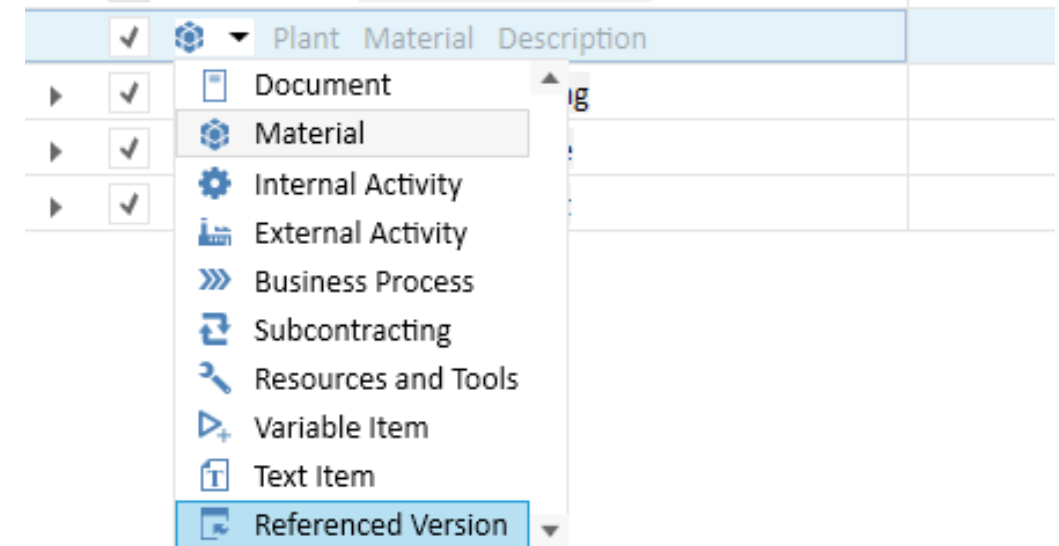 Plant Material Description
Document
Material
Internal Activity
External Activity
Business Process
Subcontracting
Resources and Tools
Variable Item
Text Item
Referenced Version